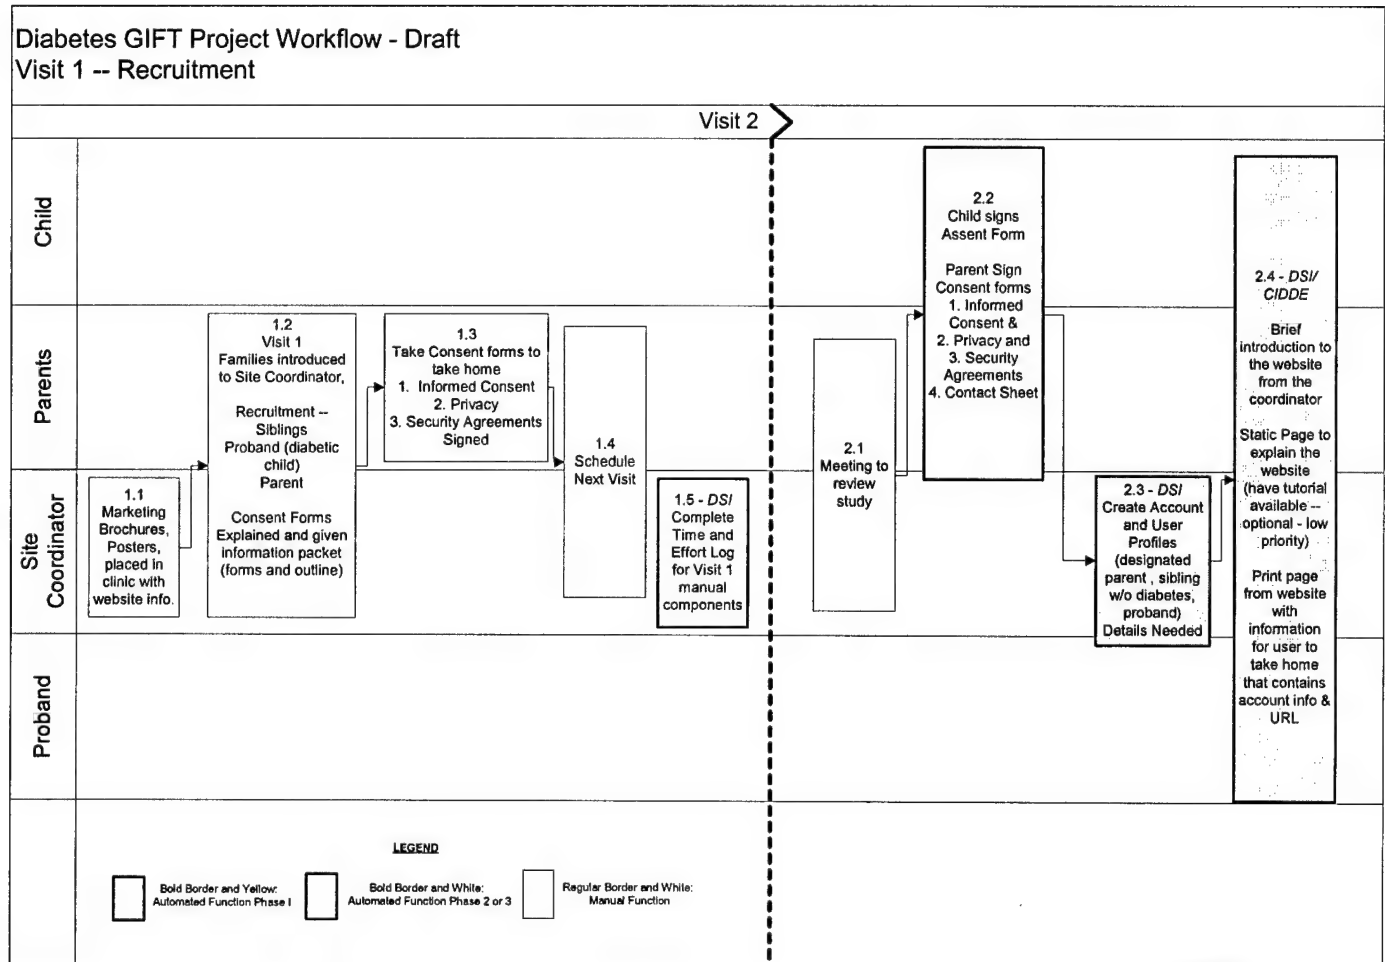 Diabetes GIFT Project Workflow - Draft
Visit 1 -- Recruitment
Visit 2
Child
Parents
Site
Coordinator
Proband
1.1
Marketing
Brochures,
Posters,
placed in
clinic with
website info.
1.2
Visit 1
Families introduced
to Site Coordinator,
Recruitment --
Siblings
Proband (diabetic
child)
Parent
Consent Forms
Explained and given
information packet
(forms and outline)
1.3
Take Consent forms to
take home
1. Informed Consent
2. Privacy
3. Security Agreements
Signed
1.4
Schedule
Next Visit
1.5 - DSI
Complete
Time and
Effort Log
for Visit 1
manual
components
2.1
Meeting to
review
study
2.2
Child signs
Assent Form
Parent Sign
Consent forms
1. Informed
Consent &
2. Privacy and
3. Security
Agreements
4. Contact Sheet
2.3 - DSI
Create Account
and User
Profiles
(designated
parent , sibling
w/o diabetes,
proband)
Details Needed
2.4 - DSI/
CIDDE
Brief
introduction to
the website
from the
coordinator
Static Page to
explain the
website
(have tutorial
available --
optional - low
priority)
Print page
from website
with
information
for user to
take home
that contains
account info &
URL
LEGEND
Bold Border and Yellow:
Automated Function Phase I
Bold Border and White:
Automated Function Phase 2 or 3
Regular Border and White:
Manual Function